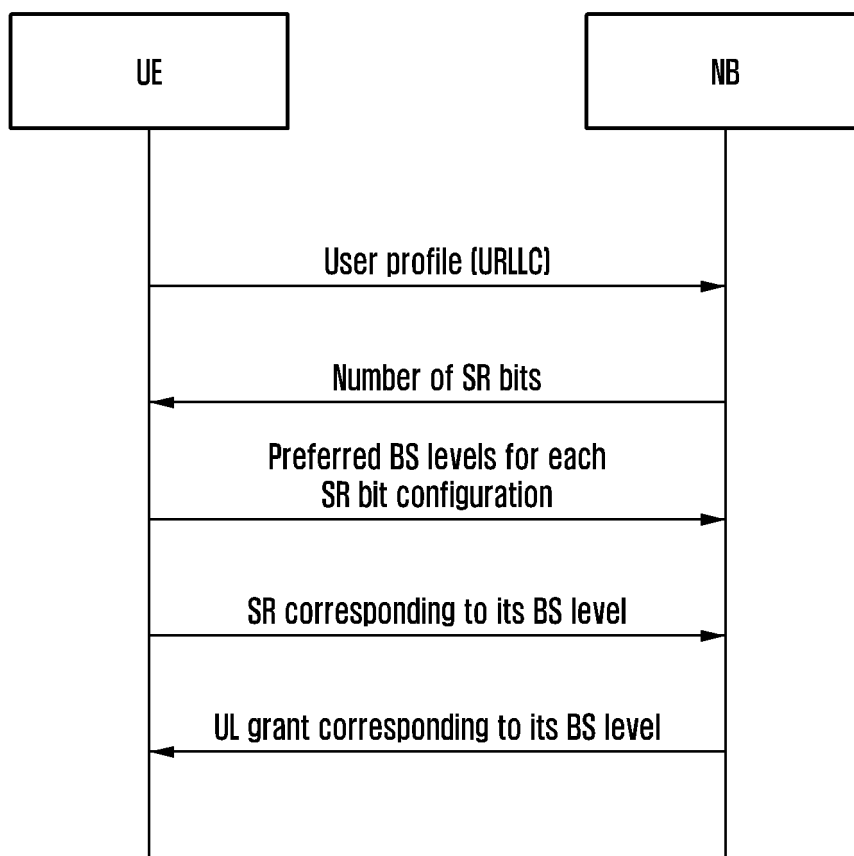 UE
NB
User profile (URLLC)
Number of SR bits
Preferred BS levels for each
SR bit configuration
SR corresponding to its BS level
UL grant corresponding to its BS level